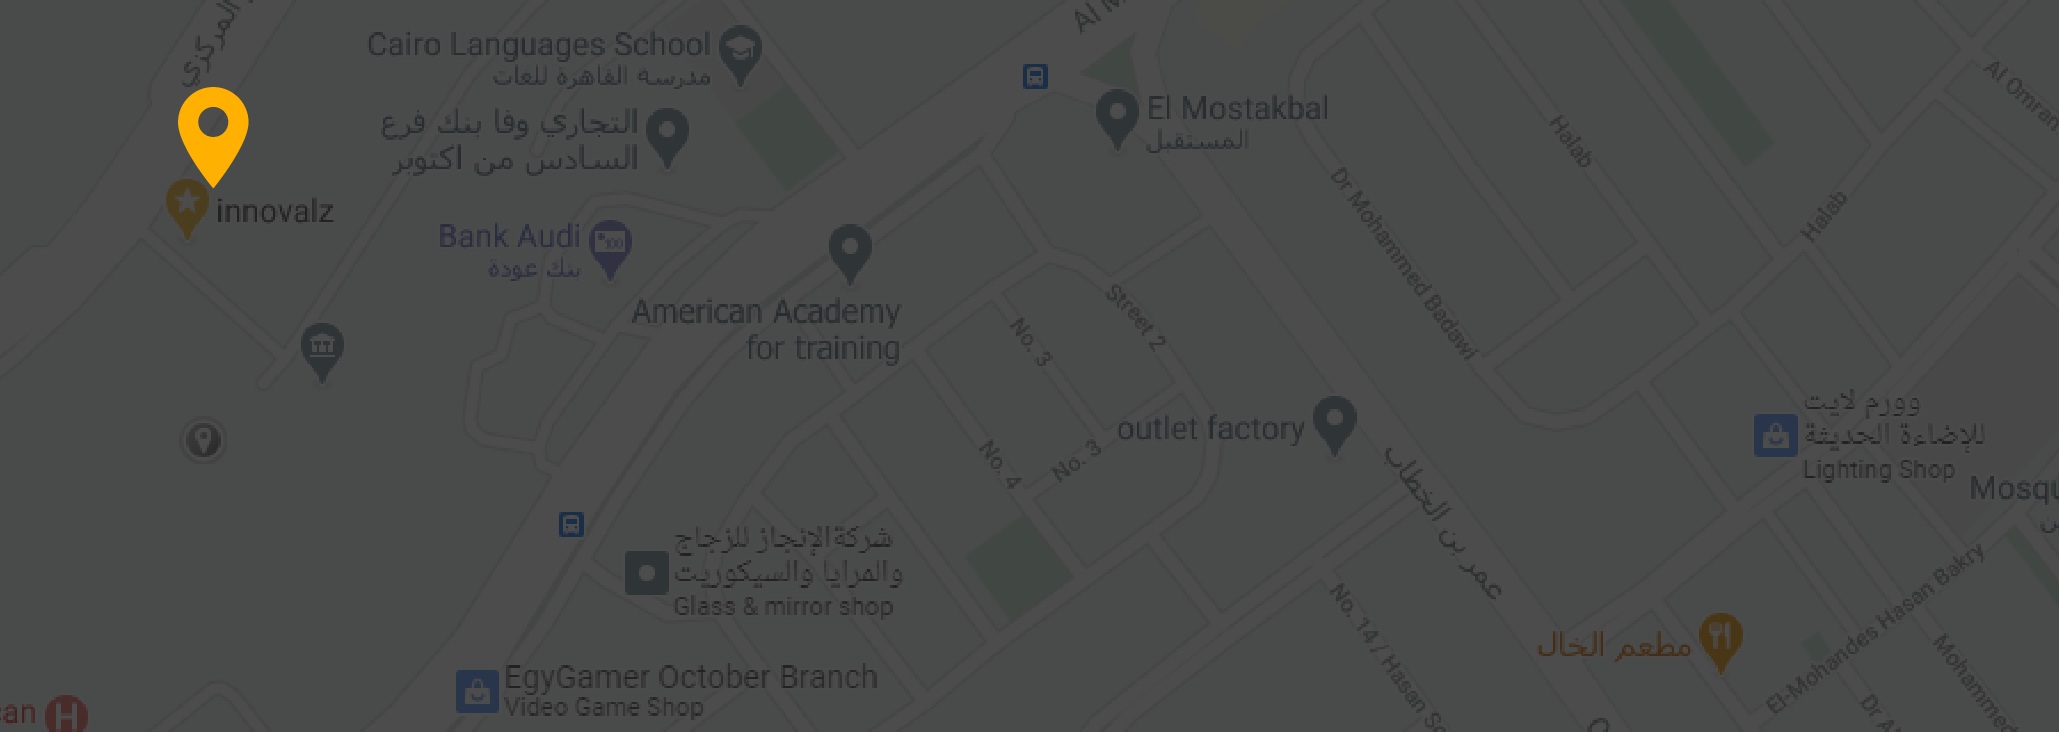 المركزي
Al M
Cairo Languages School
مدرسة القاهرة للغات
التجاري وفا بنك فرع
السادس من اكتوبر
El Mostakbal
المستقبل
innovalz
Bank Audi
بنك عودة
100
American Academy
for training
Al Omran
Halab
Halab
Dr Mohammed Badawi
Street 2
No. 3
No. 3
No. 4
outlet factory
عمر بن الخطاب
وورم لايت
للإضاءة الحديثة
Lighting Shop
Mosqu
شركة الإنجاز للزجاج
والمرايا والسيكوريت
Glass & mirror shop
No. 14 / Hasan So
مطعم الخال
El-Mohandes Hasan Bakry
Mohammed
Dr A
EgyGamer October Branch
Video Game Shop
can H